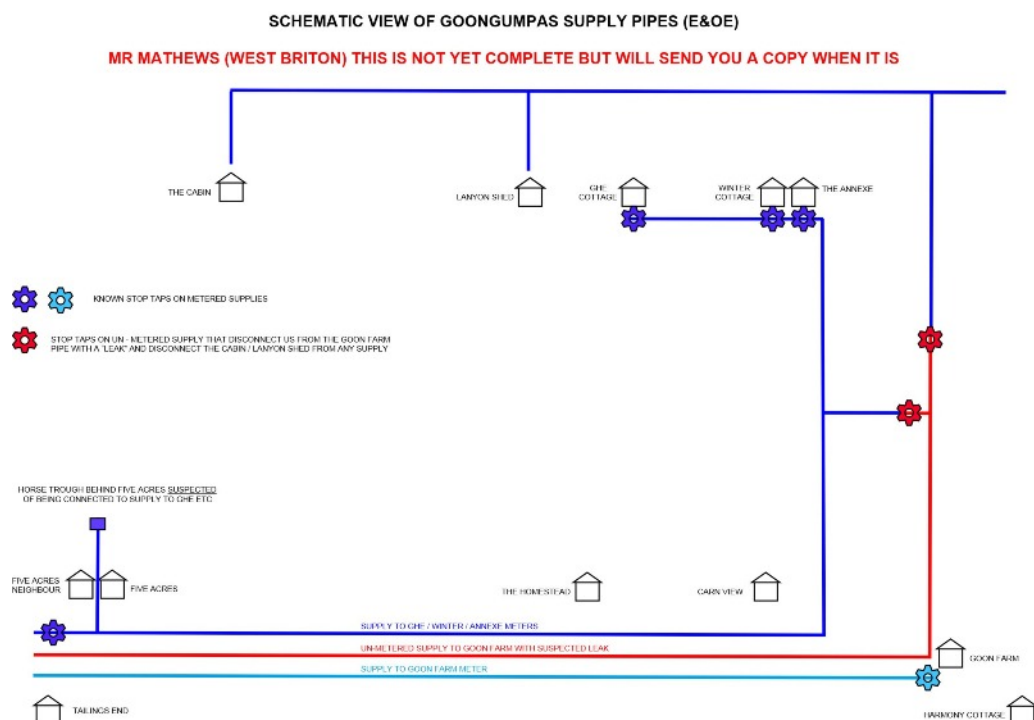 SCHEMATIC VIEW OF GOONGUMPAS SUPPLY PIPES (E&OE)
MR MATHEWS (WEST BRITON) THIS IS NOT YET COMPLETE BUT WILL SEND YOU A COPY WHEN IT IS
THE CABIN
LANYON SHED
GHE
COTTAGE
WINTER
COTTAGE
THE ANNEXE
KNOWN STOP TAPS ON METERED SUPPLIES
STOP TAPS ON UN - METERED SUPPLY THAT DISCONNECT US FROM THE GOON FARM
PIPE WITH A "LEAK" AND DISCONNECT THE CABIN / LANYON SHED FROM ANY SUPPLY
HORSE TROUGH BEHIND FIVE ACRES SUSPECTED
OF BEING CONNECTED TO SUPPLY TO GHE ETC
FIVE ACRES
NEIGHBOUR
FIVE ACRES
THE HOMESTEAD
CARN VIEW
SUPPLY TO GHE / WINTER / ANNEXE METERS
UN-METERED SUPPLY TO GOON FARM WITH SUSPECTED LEAK
SUPPLY TO GOON FARM METER
GOON FARM
TAILINGS END
HARMONY COTTAGE